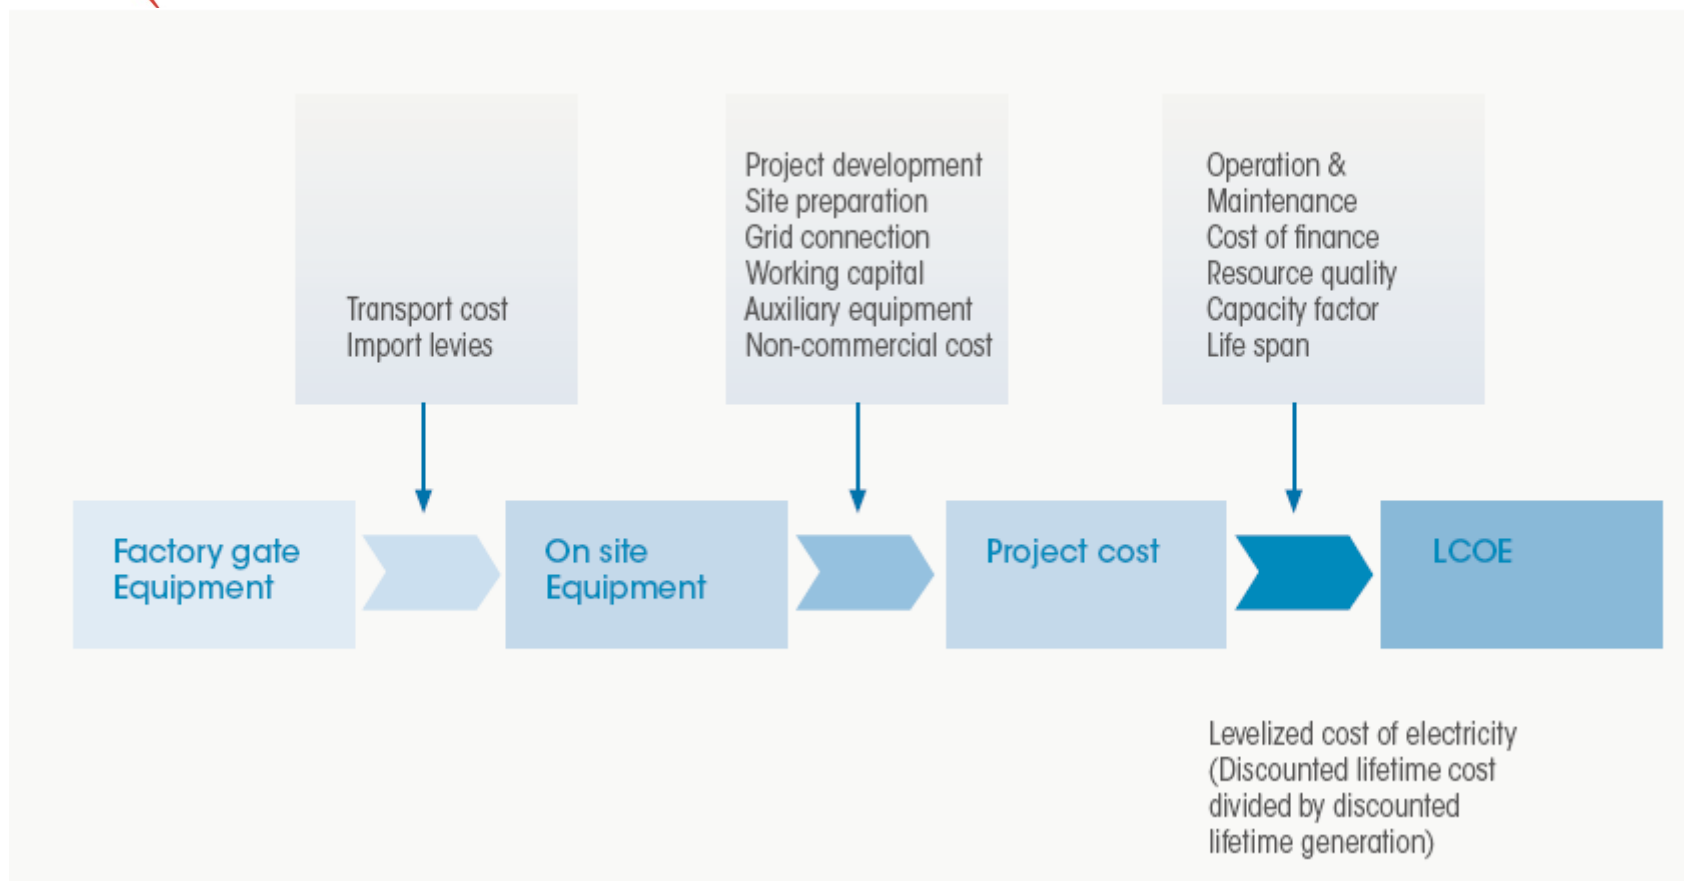 Transport cost
Import levies
Project development
Site preparation
Grid connection
Working capital
Auxiliary equipment
Non-commercial cost
Operation &
Maintenance
Cost of finance
Resource quality
Capacity factor
Life span
Factory gate
Equipment
On site
Equipment
Project cost
LCOE
Levelized cost of electricity
(Discounted lifetime cost
divided by discounted
lifetime generation)